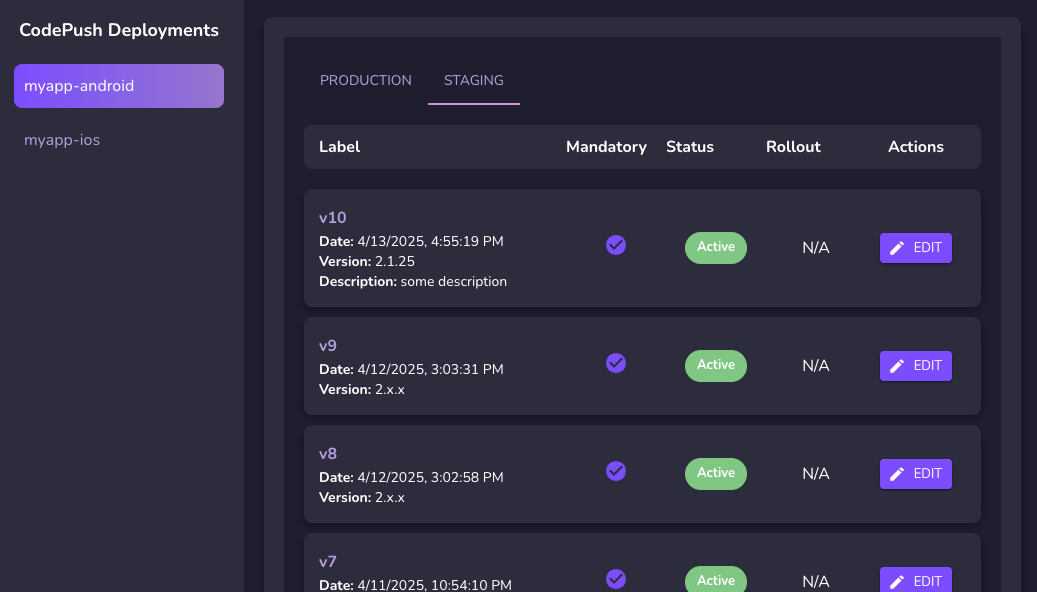 CodePush Deployments
myapp-android
myapp-ios
PRODUCTION STAGING
Label Mandatory Status Rollout Actions
v10
Date: 4/13/2025, 4:55:19 PM
Version: 2.1.25
Description: some description
Active N/A EDIT
v9
Date: 4/12/2025, 3:03:31 PM
Version: 2.x.x
Active N/A EDIT
v8
Date: 4/12/2025, 3:02:58 PM
Version: 2.x.x
Active N/A EDIT
v7
Date: 4/11/2025, 10:54:10 PM
Active N/A EDIT